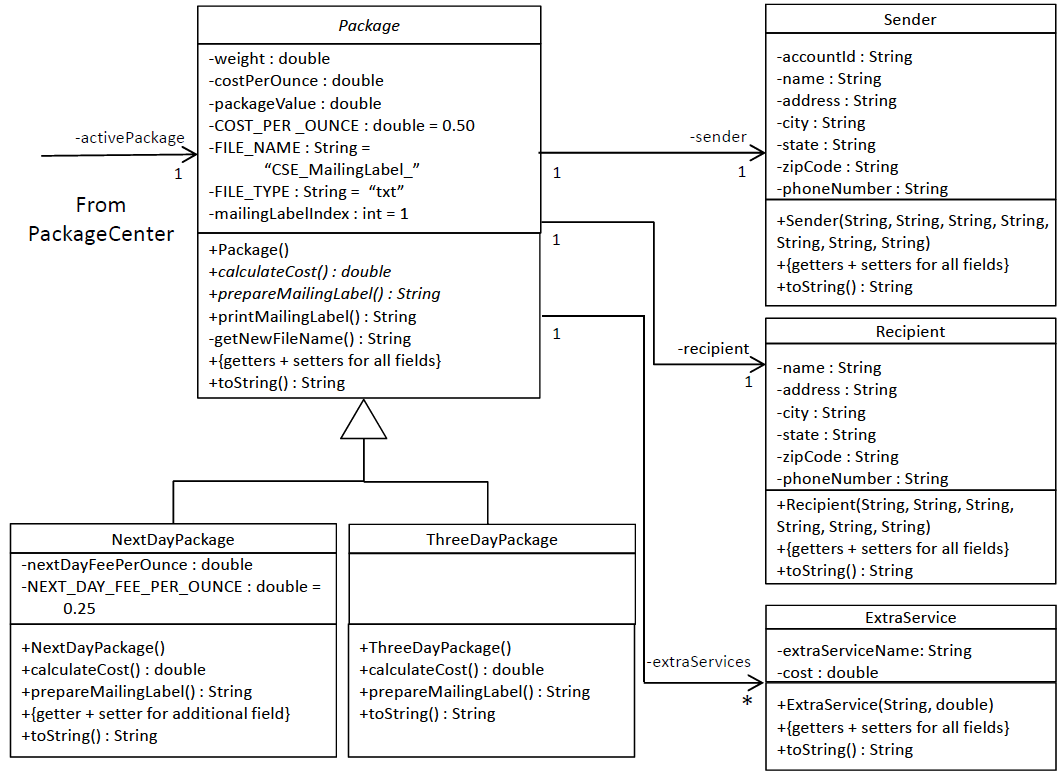 Package
-weight : double
-costPerOunce : double
-packageValue : double
-COST_PER _OUNCE : double = 0.50
-FILE_NAME : String =
“CSE_MailingLabel_”
-FILE_TYPE : String = “txt”
-mailingLabelIndex : int = 1
+Package()
+calculateCost() : double
+prepareMailingLabel() : String
+printMailingLabel() : String
-getNewFileName() : String
+{getters + setters for all fields}
+toString() : String
-activePackage
1
From
PackageCenter
-sender
1
1
1
-recipient
1
1
-extraServices
*
Sender
-accountId : String
-name : String
-address : String
-city : String
-state : String
-zipCode : String
-phoneNumber : String
+Sender(String, String, String, String,
String, String, String)
+{getters + setters for all fields}
+toString() : String
Recipient
-name : String
-address : String
-city : String
-state : String
-zipCode : String
-phoneNumber : String
+Recipient(String, String, String,
String, String, String)
+{getters + setters for all fields}
+toString() : String
NextDayPackage
-nextDayFeePerOunce : double
-NEXT_DAY_FEE_PER_OUNCE : double =
0.25
+NextDayPackage()
+calculateCost() : double
+prepareMailingLabel() : String
+{getter + setter for additional field}
+toString() : String
ThreeDayPackage
+ThreeDayPackage()
+calculateCost() : double
+prepareMailingLabel() : String
+toString() : String
ExtraService
-extraServiceName: String
-cost : double
+ExtraService(String, double)
+{getters + setters for all fields}
+toString() : String